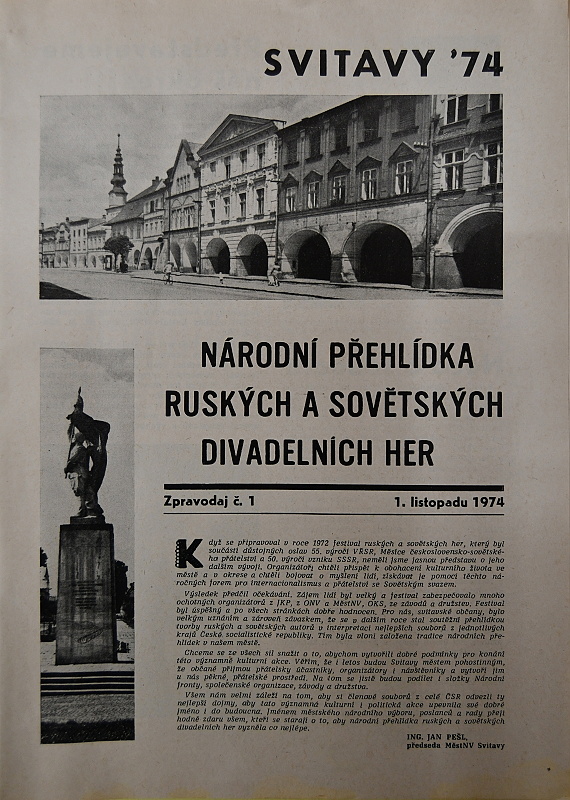 SVITAVY '74
NÁRODNÍ PŘEHLÍDKA
RUSKÝCH A SOVĚTSKÝCH
DIVADELNÍCH HER
Zpravodaj č. 1
1. listopadu 1974
Když se připravoval v roce 1972 festival ruských a sovětských her, který byl
součástí důstojných oslav 55. výročí VŘSR, Měsíce československo-sovětské-
ho přátelství a 50. výročí vzniku SSSR, neměli jsme jasnou představu o jeho
dalším vývoji. Organizátory chtěli přispět k obohacení kulturního života ve
městě a v okrese a chtěli bojovat o myšlení lidí, získávat je pomocí těchto ná-
ročných forem pro internacionalismus a přátelství se Sovětským svazem.
Výsledek předčil očekávání. Zájem lidí byl velký a festival zabezpečovalo mnoho
ochotných organizátorů z JKP, z ONV a MěstNV, OKS, ze závodů a družstev. Festival
byl úspěšný a po všech stránkách dobře hodnocen. Pro nás, svitavské občany, bylo
velkým uznáním a zároveň závazkem, že se v dalším roce stal soutěžní přehlídkou
tvorby ruských a sovětských autorů v interpretaci nejlepších souborů z jednotlivých
krajů České socialistické republiky. Tím byla vloni založena tradice národních pře-
hlídek v našem městě.
Chceme se ze všech sil snažit o to, abychom vytvořili dobré podmínky pro konání
této významné kulturní akce. Věřím, že i letos budou Svitavy městem pohostinným,
že občané přijmou přátelsky účastníky, organizátory i návštěvníky a vytvoří jim
u nás pěkné, přátelské prostředí. Na tom se jistě budou podílet i složky Národní
fronty, společenské organizace, závody a družstva.
Všem nám velmi záleží na tom, aby si členové souborů z celé ČSR odvezli ty
nejlepší dojmy, aby tato významná kulturní i politická akce upevnila své dobré
jméno i do budoucna. Jménem městského národního výboru, poslanců a rady přeji
hodně zdaru všem, kteří se starají o to, aby národní přehlídka ruských a sovětských
divadelních her vyzněla co nejlépe.
ING. JAN PEŠL,
předseda MěstNV Svitavy